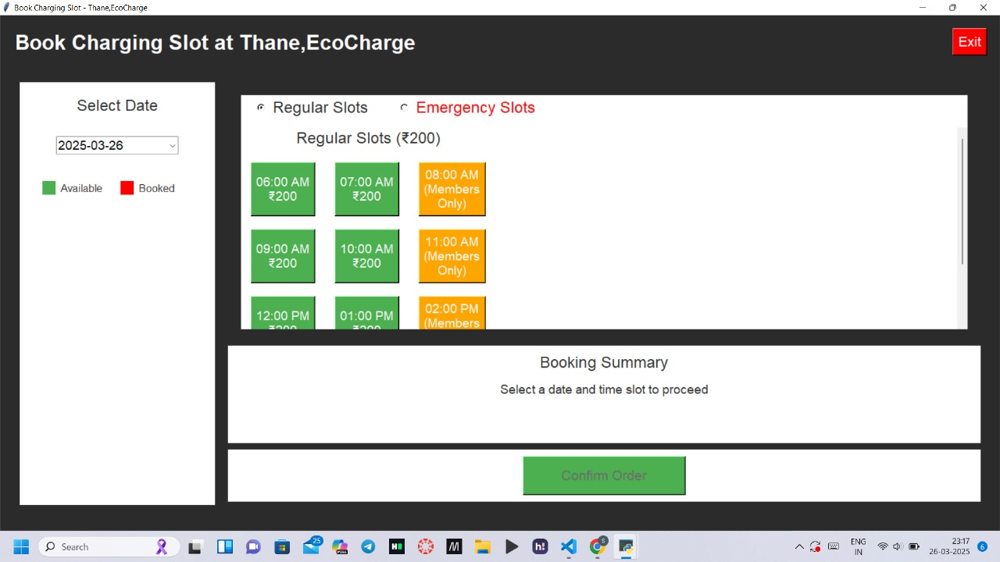 Book Charging Slot - Thane,EcoCharge
Book Charging Slot at Thane,EcoCharge
Exit
Select Date
2025-03-26
Available
Booked
Regular Slots
Emergency Slots
Regular Slots (₹200)
06:00 AM
₹200
07:00 AM
₹200
08:00 AM
(Members
Only)
09:00 AM
₹200
10:00 AM
₹200
11:00 AM
(Members
Only)
12:00 PM
₹200
01:00 PM
₹200
02:00 PM
(Members
Booking Summary
Select a date and time slot to proceed
Confirm Order
Search
25
h!
S
ENG
IN
23:17
26-03-2025
6